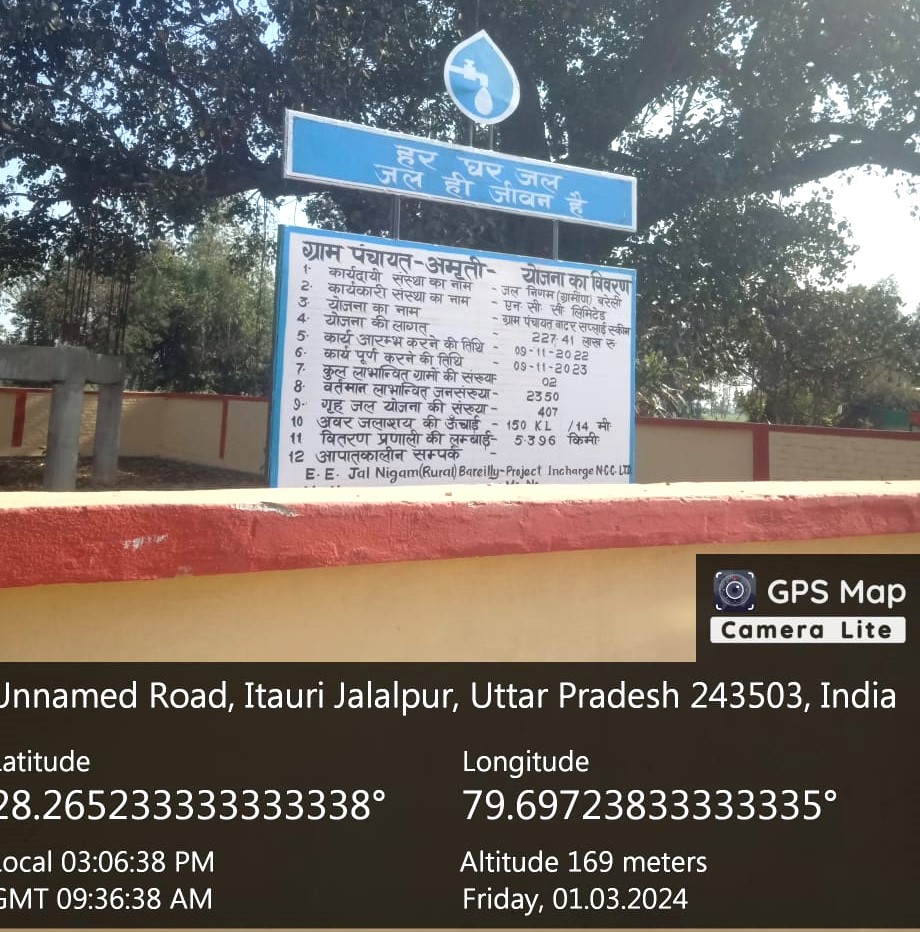 हर घर जल
जल ही जीवन है
ग्राम पंचायत-अमृती- योजना का विवरण
1· कार्यदायी संस्था का नाम - जल निगम (ग्रामीण) बरेली
2· कार्यकारी संस्था का नाम - एन· सी· सी· लिमिटेड
3· योजना का नाम - ग्राम पंचायत वाटर सप्लाई स्कीम
4· योजना की लागत 227·41 लाख रु·
5· कार्य आरम्भ करने की तिथि - 09-11-2022
6· कार्य पूर्ण करने की तिथि - 09-11-2023
7· कुल लाभान्वित ग्रामों की संख्या 02
8· वर्तमान लाभान्वित जनसंख्या- 2350
9· गृह जल योजना की संख्या- 407
10 अवर जलाशय की ऊँचाई - 150 KL /14 मी·
11 वितरण प्रणाली की लम्बाई- 5·396 किमी·
12 आपातकालीन सम्पर्क -
E· E· Jal Nigam(Rural) Bareilly-Project Incharge N·C·C· LTD
GPS Map
Camera Lite
Unnamed Road, Itauri Jalalpur, Uttar Pradesh 243503, India
Latitude Longitude
28.265233333333338° 79.69723833333335°
Local 03:06:38 PM Altitude 169 meters
GMT 09:36:38 AM Friday, 01.03.2024